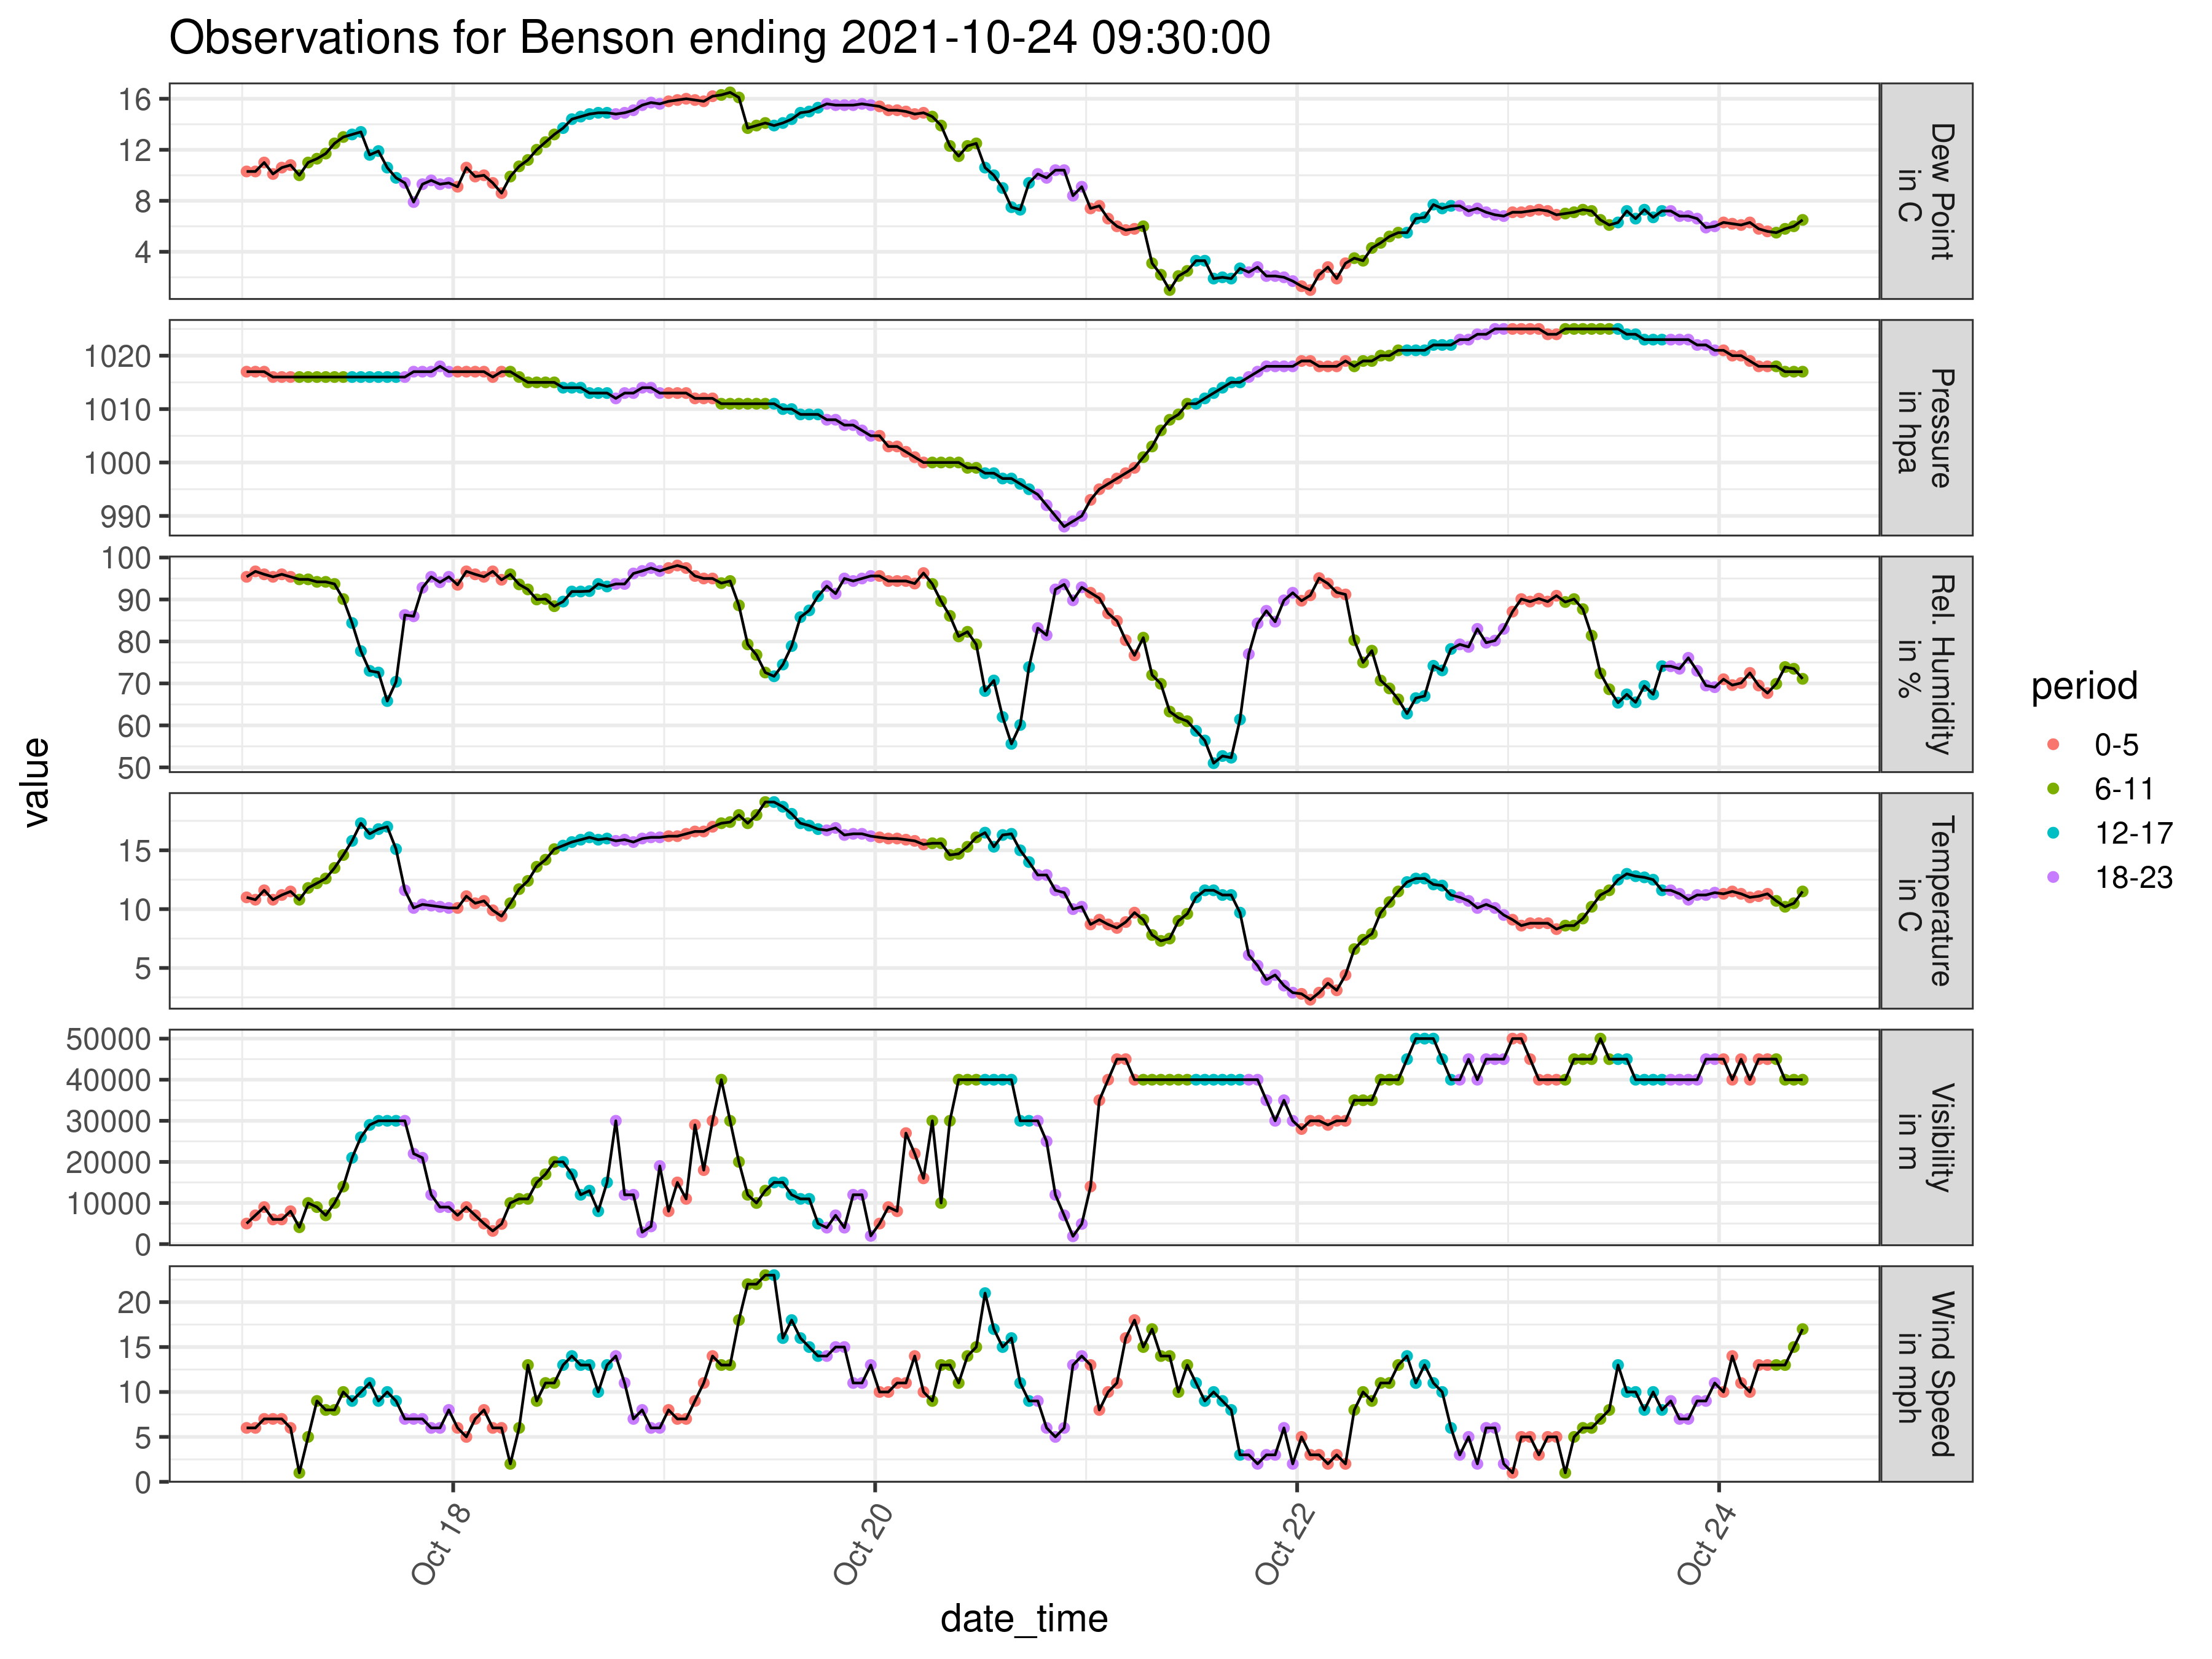 Observations for Benson ending 2021-10-24 09:30:00
16
12
8
4
Dew Point
in C
1020
1010
1000
990
Pressure
in hpa
100
90
80
70
60
50
Rel. Humidity
in %
15
10
5
Temperature
in C
50000
40000
30000
20000
10000
0
Visibility
in m
20
15
10
5
0
Wind Speed
in mph
value
Oct 18
Oct 20
Oct 22
Oct 24
date_time
period
0-5
6-11
12-17
18-23